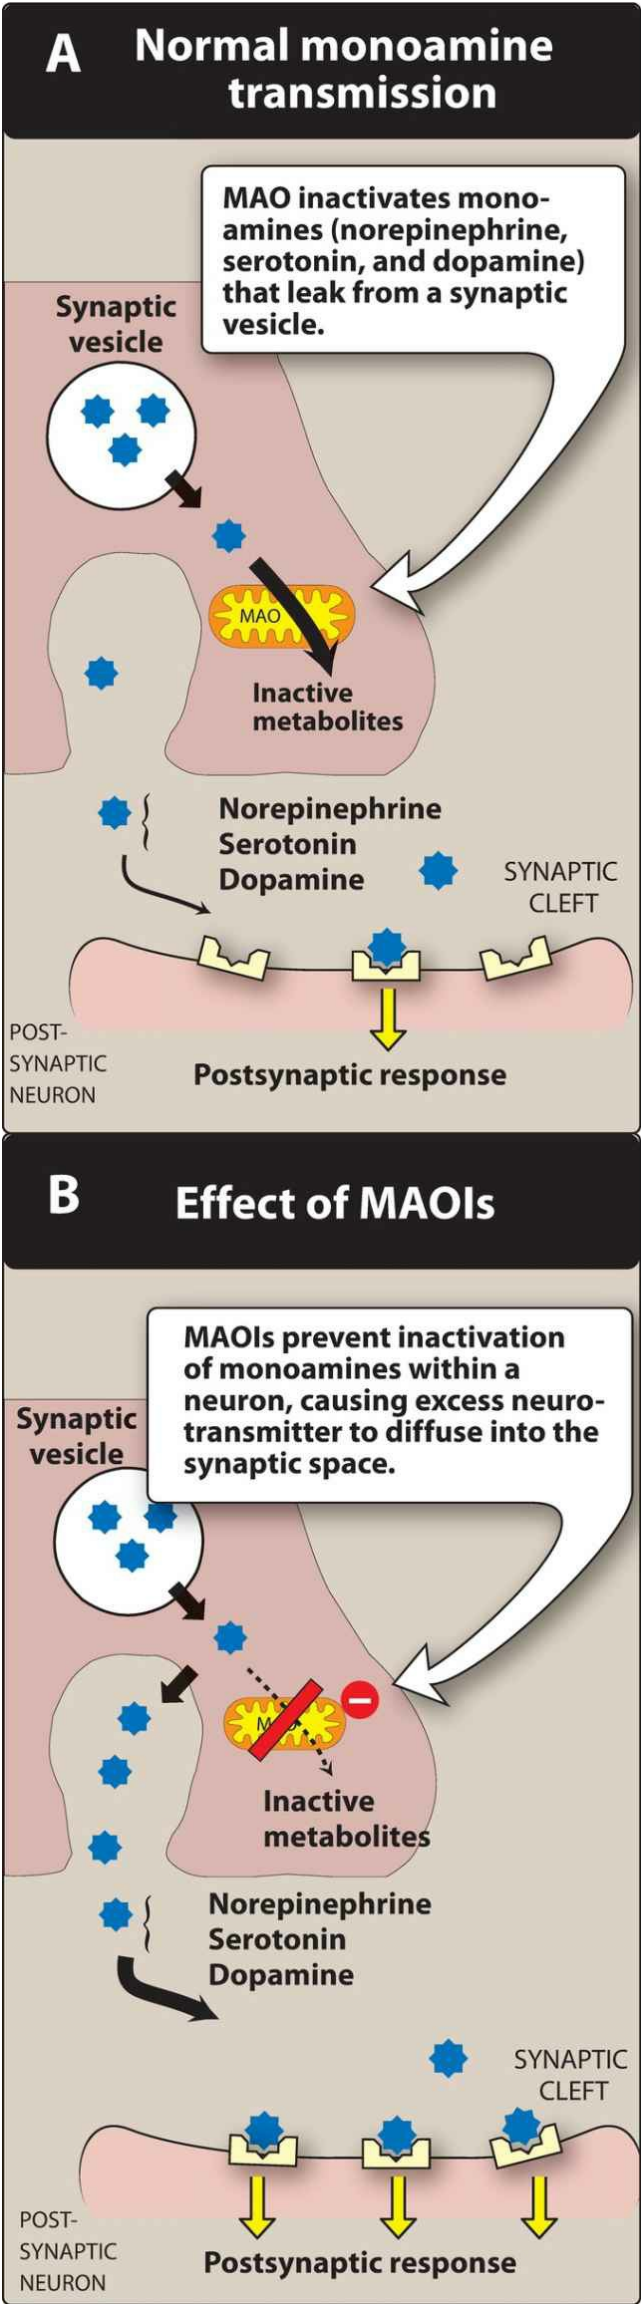 A Normal monoamine
transmission
MAO inactivates mono-
amines (norepinephrine,
serotonin, and dopamine)
that leak from a synaptic
vesicle.
Synaptic
vesicle
MAO
Inactive
metabolites
Norepinephrine
Serotonin
Dopamine
SYNAPTIC
CLEFT
POST-
SYNAPTIC
NEURON
Postsynaptic response
B Effect of MAOIs
MAOIs prevent inactivation
of monoamines within a
neuron, causing excess neuro-
transmitter to diffuse into the
synaptic space.
Synaptic
vesicle
MAO
Inactive
metabolites
Norepinephrine
Serotonin
Dopamine
SYNAPTIC
CLEFT
POST-
SYNAPTIC
NEURON
Postsynaptic response